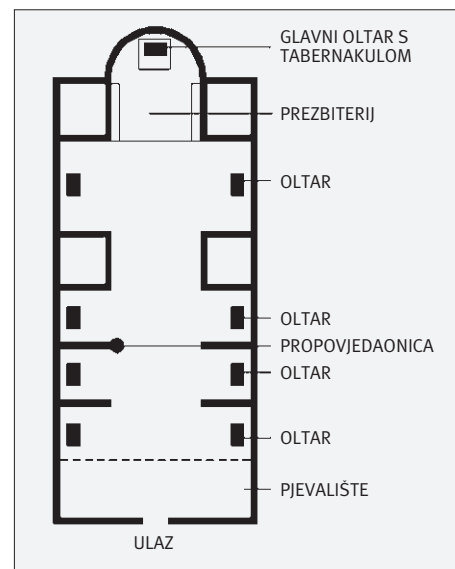 GLAVNI OLTAR S
TABERNAKULOM
PREZBITERIJ
OLTAR
OLTAR
PROPOVJEDAONICA
OLTAR
OLTAR
PJEVALIŠTE
ULAZ